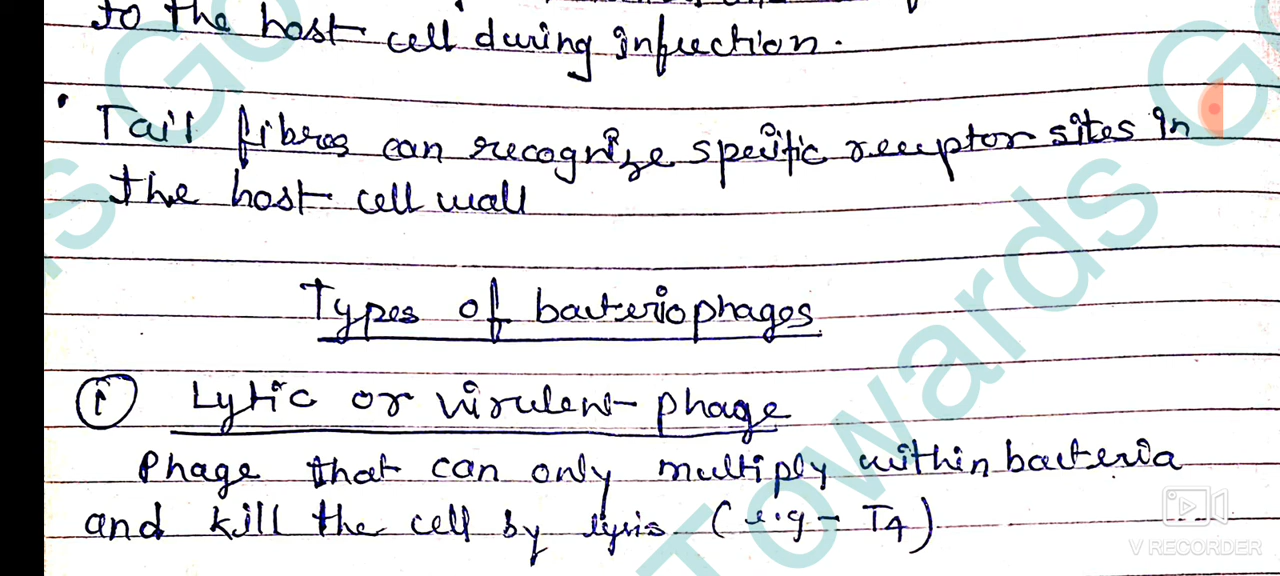 to the host cell during infection.
• Tail fibres can recognize specific receptor sites in
the host cell wall
Types of bacteriophages
(i) Lytic or virulent phage
Phage that can only multiply within bacteria
and kill the cell by lysis (e.g - T4)
Towards
V RECORDER